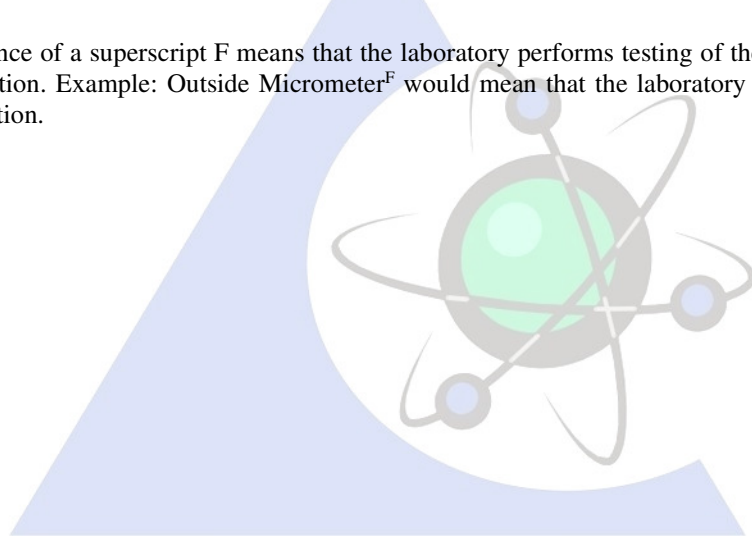 nce of a superscript F means that the laboratory performs testing of the
tion. Example: Outside Micrometer^F would mean that the laboratory
tion.